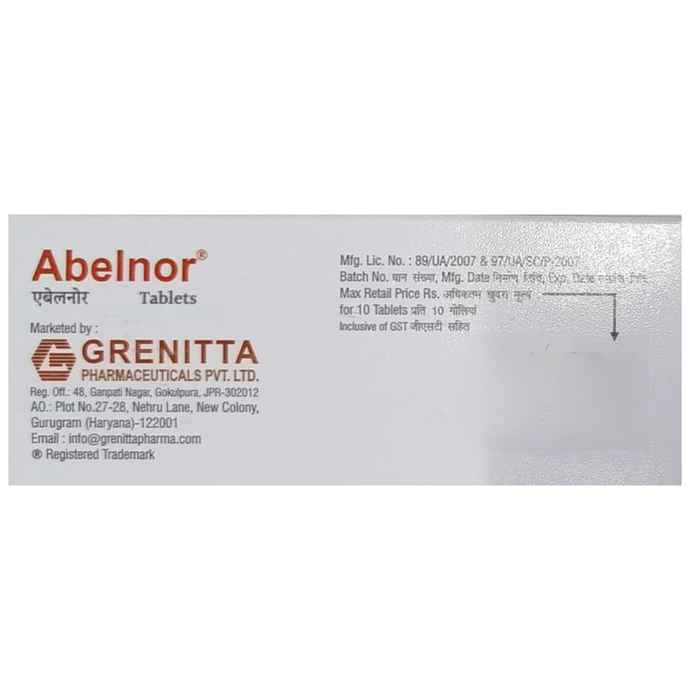 Abelnor®
एबेलनोर Tablets
Marketed by :
GRENITTA
PHARMACEUTICALS PVT. LTD.
Reg. Off.: 48, Ganpati Nagar, Gokulpura, JPR-302012
AO.: Plot No.27-28, Nehru Lane, New Colony,
Gurugram (Haryana)-122001
Email : info@grenittapharma.com
® Registered Trademark
Mfg. Lic. No. : 89/UA/2007 & 97/UA/SC/P-2007
Batch No. घान संख्या, Mfg. Date निर्माण तिथि, Exp. Date समाप्ति तिथि
Max Retail Price Rs. अधिकतम खुदरा मूल्य
for 10 Tablets प्रति 10 गोलियां
Inclusive of GST जीएसटी सहित